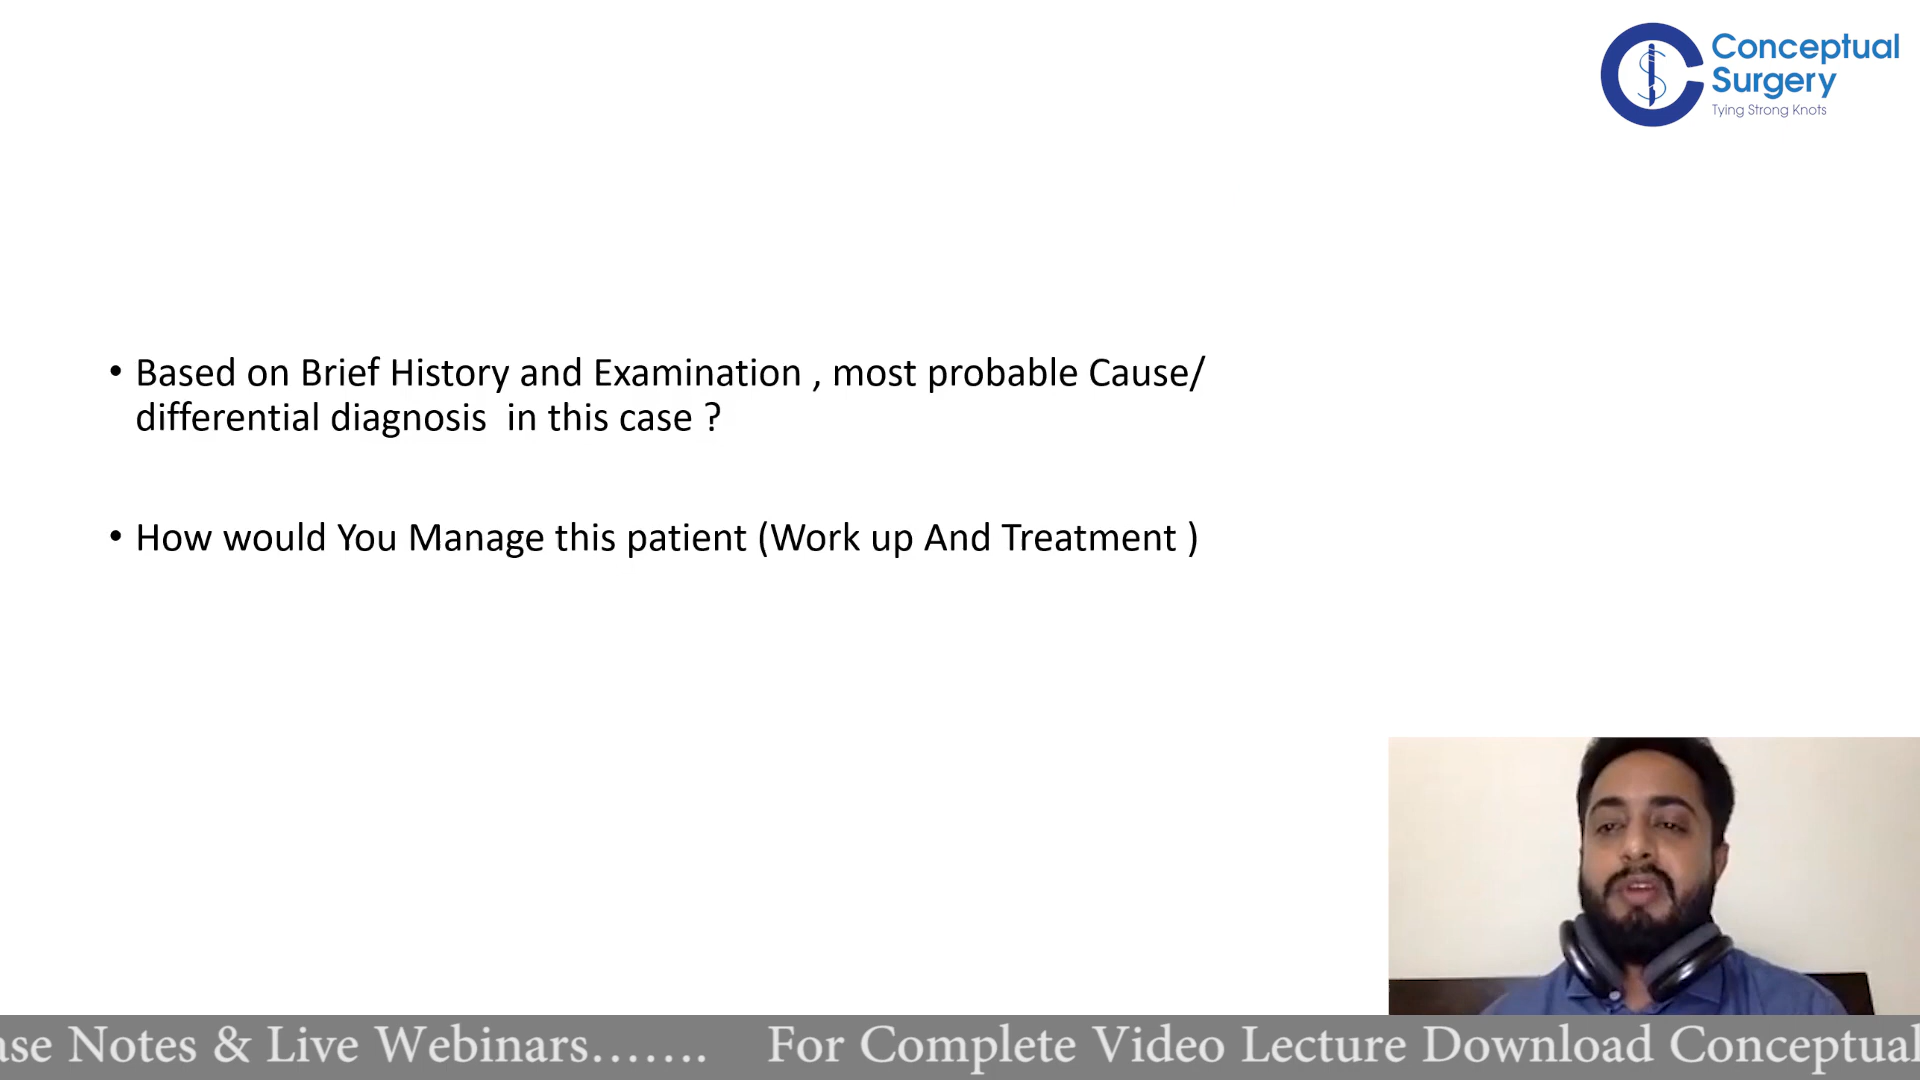 Conceptual
Surgery
Tying Strong Knots
• Based on Brief History and Examination , most probable Cause/
differential diagnosis  in this case ?
• How would You Manage this patient (Work up And Treatment )
ase Notes & Live Webinars.......    For Complete Video Lecture Download Conceptual